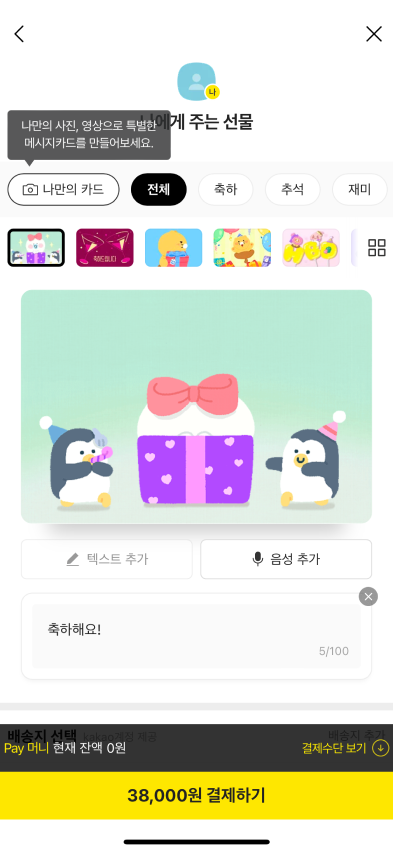 나
에게 주는 선물
나만의 사진, 영상으로 특별한
메시지카드를 만들어보세요.
나만의 카드
전체
축하
추석
재미
텍스트 추가
음성 추가
축하해요!
5/100
배송지 선택 kakao계정 제공
배송지 추가
Pay 머니 현재 잔액 0원
결제수단 보기
38,000원 결제하기